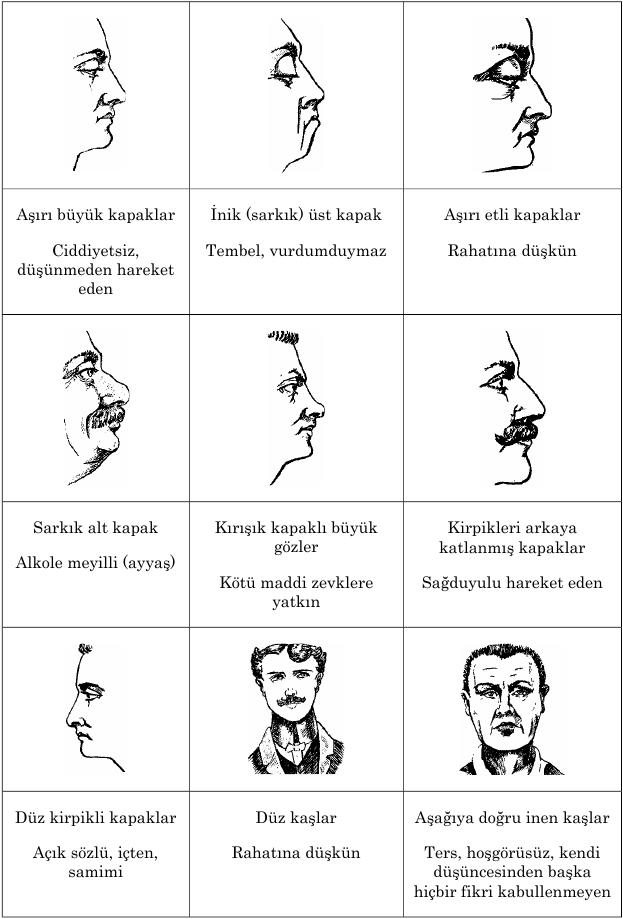 Aşırı büyük kapaklar
Ciddiyetsiz,
düşünmeden hareket
eden
İnik (sarkık) üst kapak
Tembel, vurdumduymaz
Aşırı etli kapaklar
Rahatına düşkün
Sarkık alt kapak
Alkole meyilli (ayyaş)
Kırışık kapaklı büyük
gözler
Kötü maddi zevklere
yatkın
Kirpikleri arkaya
katlanmış kapaklar
Sağduyulu hareket eden
Düz kirpikli kapaklar
Açık sözlü, içten,
samimi
Düz kaşlar
Rahatına düşkün
Aşağıya doğru inen kaşlar
Ters, hoşgörüsüz, kendi
düşüncesinden başka
hiçbir fikri kabullenmeyen